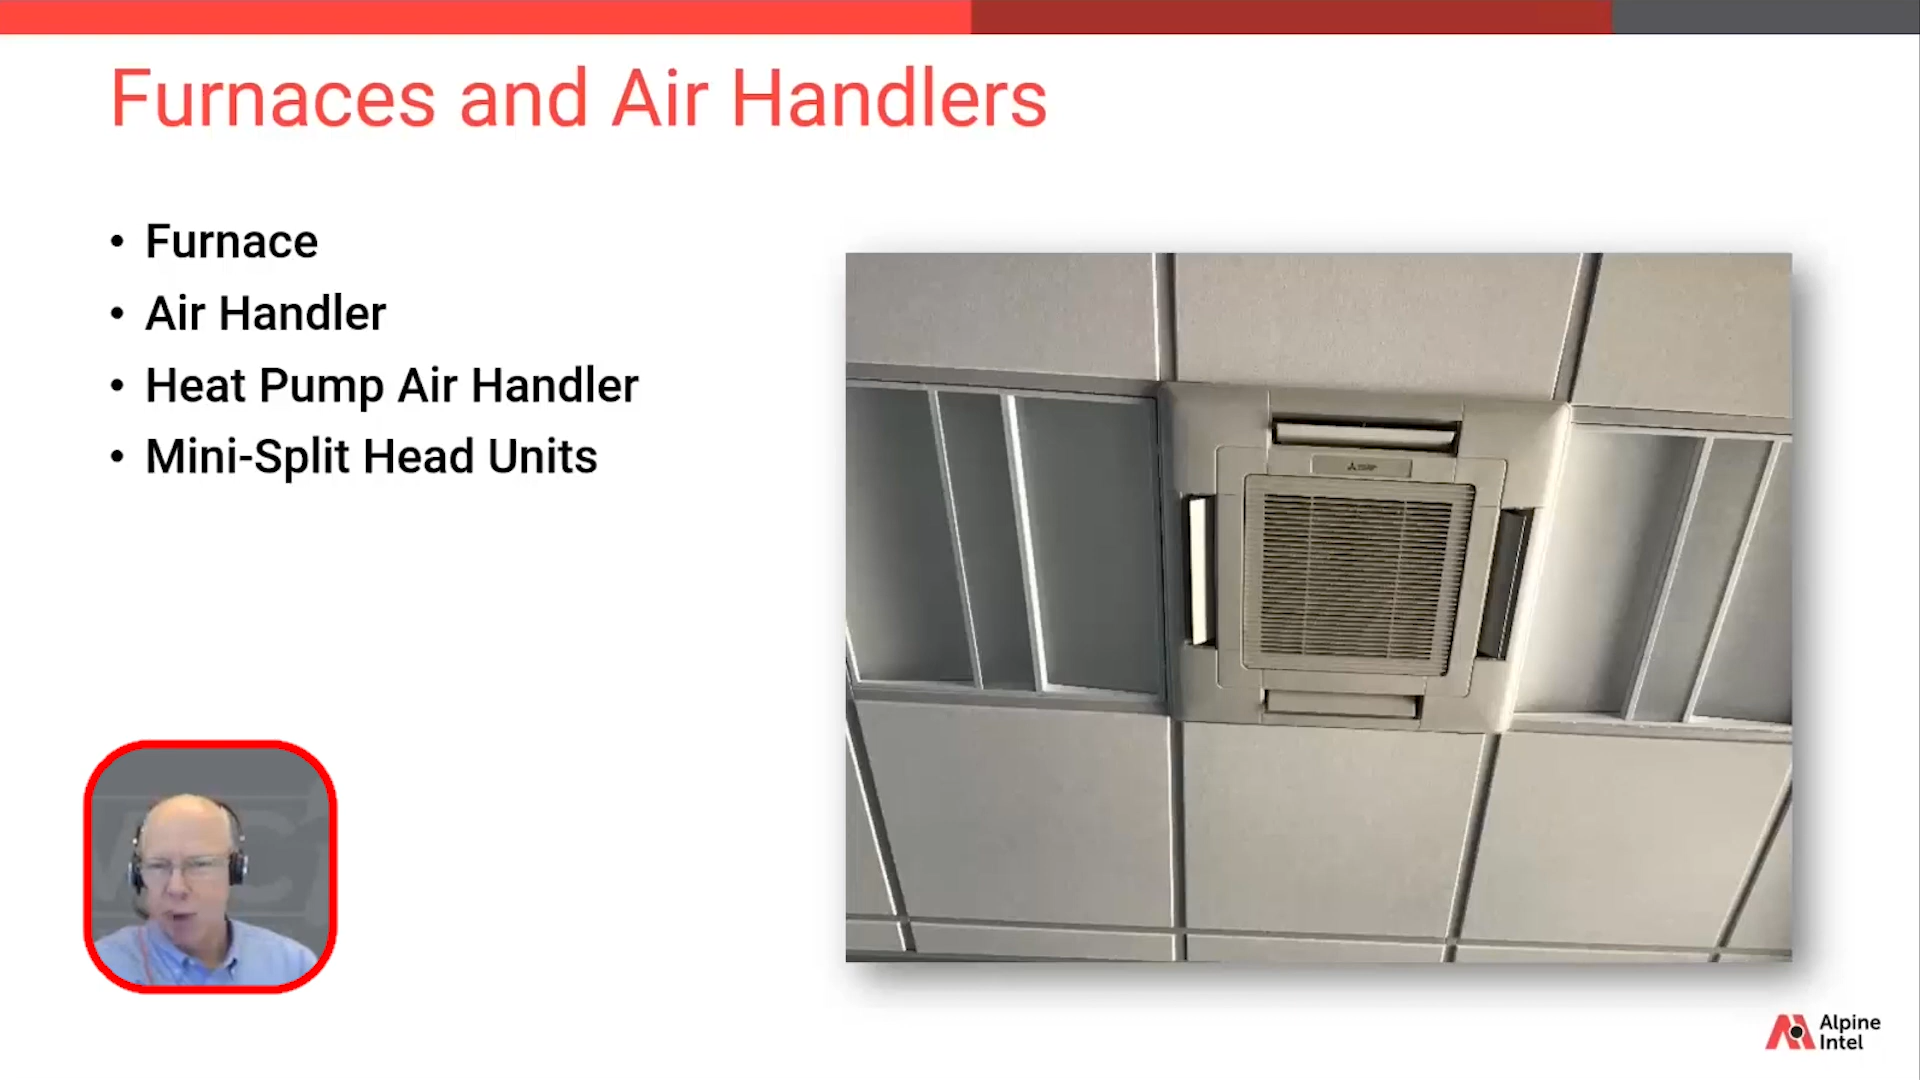 Furnaces and Air Handlers
• Furnace
• Air Handler
• Heat Pump Air Handler
• Mini-Split Head Units
Alpine
Intel